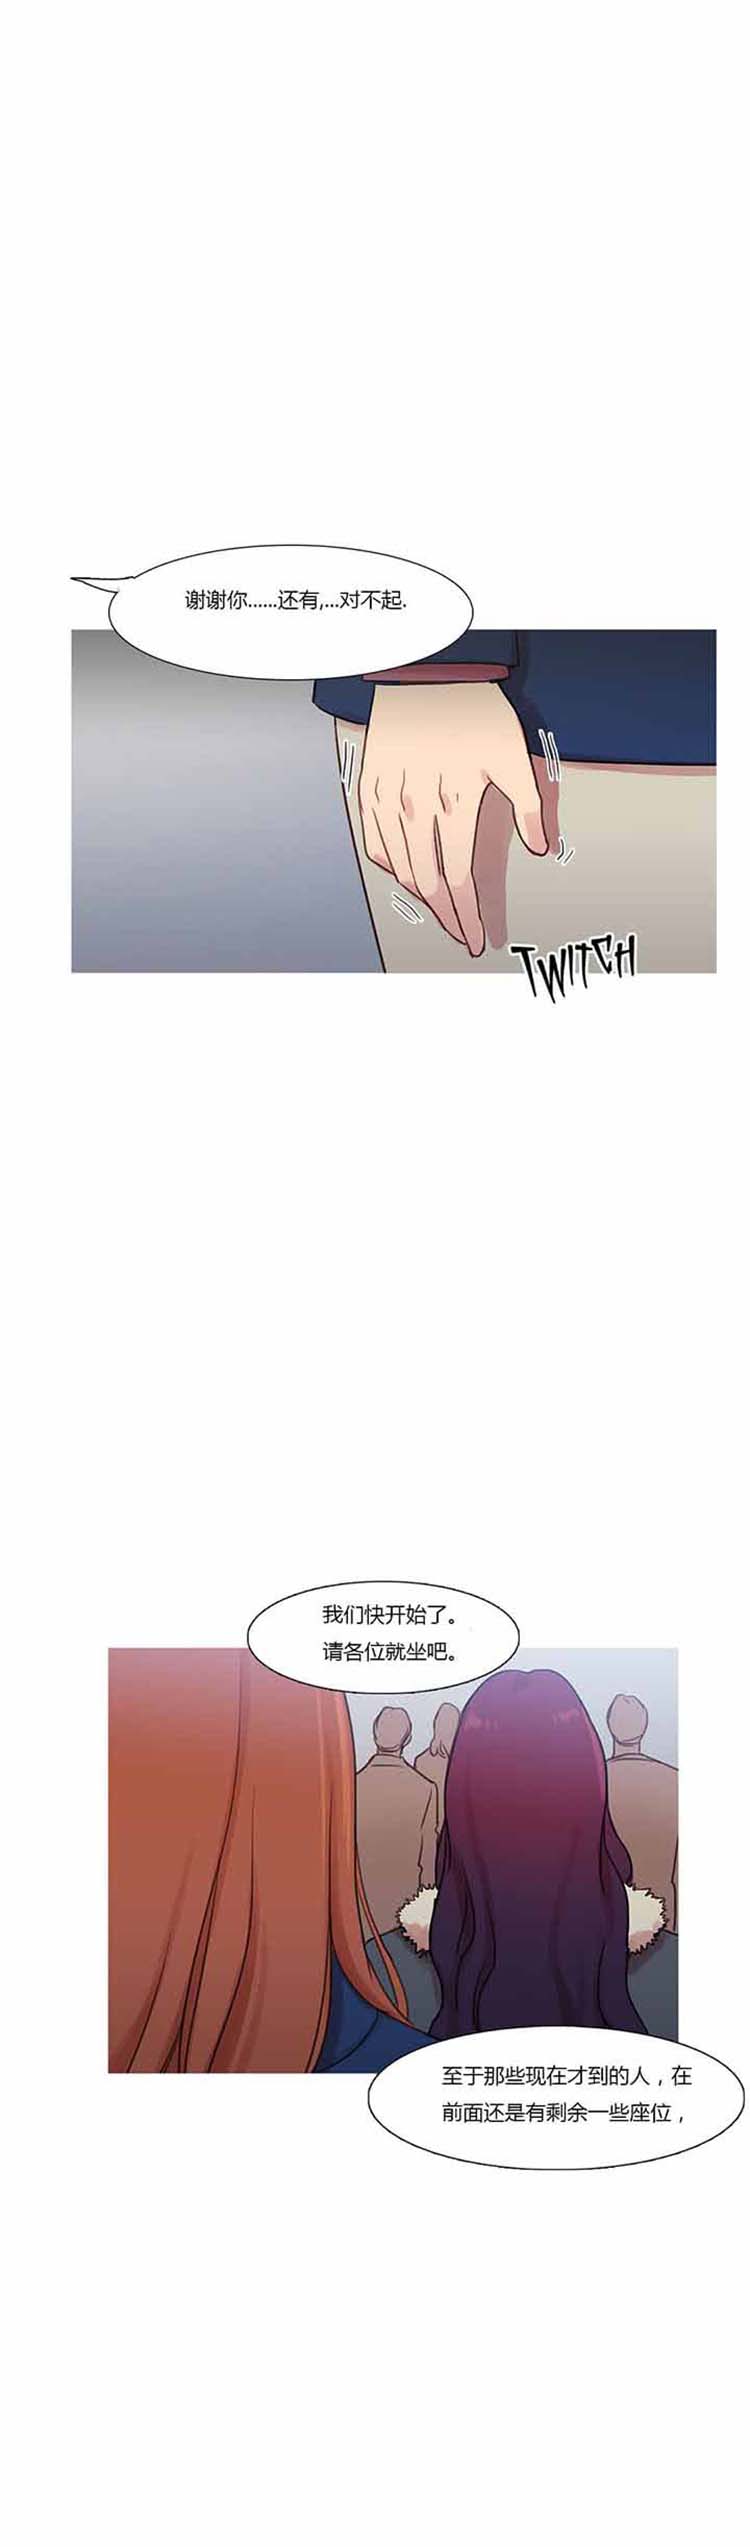 谢谢你......还有,...对不起.
TWITCH
我们快开始了。
请各位就坐吧。
至于那些现在才到的人，在
前面还是有剩余一些座位，